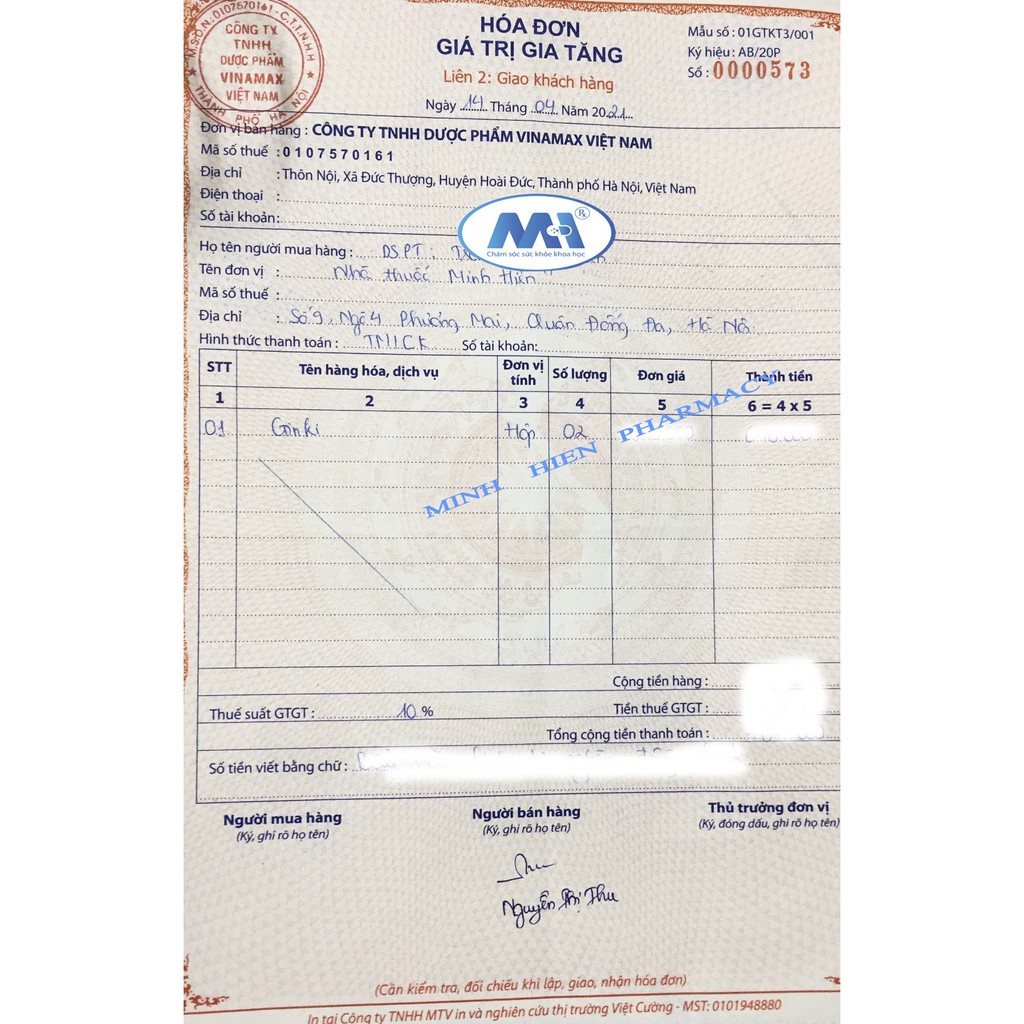 M.S.D.N: 0107570161 - C.T.T.N.H.H
CÔNG TY
TNHH
DƯỢC PHẨM
VINAMAX
VIỆT NAM
THÀNH PHỐ HÀ NỘI
HÓA ĐƠN
GIÁ TRỊ GIA TĂNG
Liên 2: Giao khách hàng
Ngày 14 Tháng 04 Năm 2021
Mẫu số : 01GTKT3/001
Ký hiệu : AB/20P
Số : 0000573
Đơn vị bán hàng : CÔNG TY TNHH DƯỢC PHẨM VINAMAX VIỆT NAM
Mã số thuế : 0107570161
Địa chỉ : Thôn Nội, Xã Đức Thượng, Huyện Hoài Đức, Thành phố Hà Nội, Việt Nam
Điện thoại :
Số tài khoản:
MH ®
Chăm sóc sức khỏe khoa học
Họ tên người mua hàng : DSPT:
Tên đơn vị : Nhà thuốc Minh Hiền
Mã số thuế :
Địa chỉ : Số 9, Ngõ 4 Phương Mai, Quận Đống Đa, Hà Nội
Hình thức thanh toán : TM/CK Số tài khoản:
STT Tên hàng hóa, dịch vụ Đơn vị tính Số lượng Đơn giá Thành tiền
1 2 3 4 5 6 = 4 x 5
01 Ginki Hộp 02
MINH HIEN PHARMACY
Cộng tiền hàng :
Thuế suất GTGT : 10 % Tiền thuế GTGT :
Tổng cộng tiền thanh toán :
Số tiền viết bằng chữ :
Người mua hàng Người bán hàng Thủ trưởng đơn vị
(Ký, ghi rõ họ tên) (Ký, ghi rõ họ tên) (Ký, đóng dấu, ghi rõ họ tên)
Nguyễn Thị Thu
(Cần kiểm tra, đối chiếu khi lập, giao, nhận hóa đơn)
In tại Công ty TNHH MTV in và nghiên cứu thị trường Việt Cường - MST: 0101948880